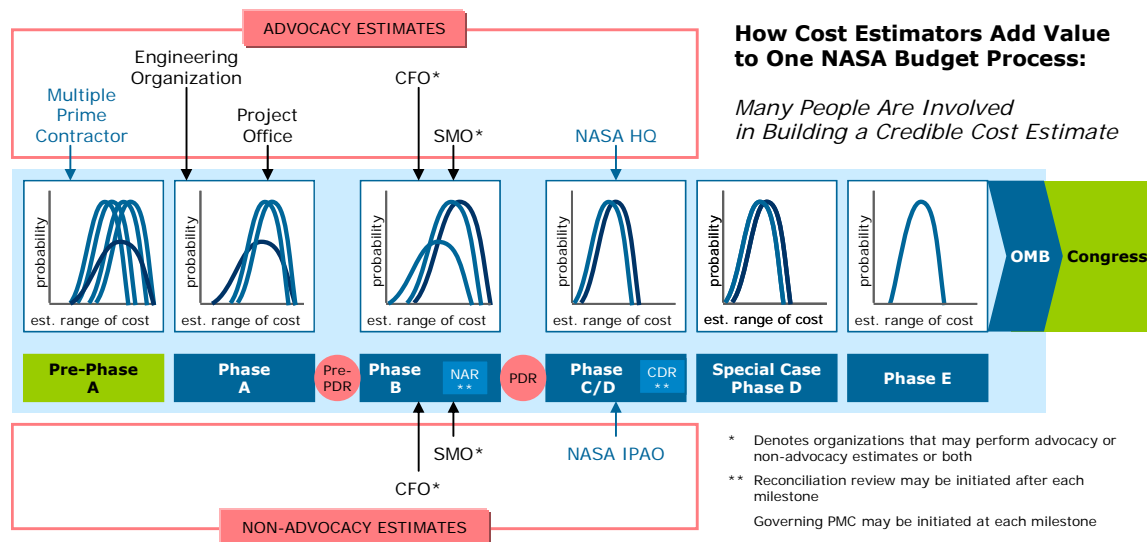 ADVOCACY ESTIMATES
How Cost Estimators Add Value
to One NASA Budget Process:
Many People Are Involved
in Building a Credible Cost Estimate
Multiple
Prime
Contractor
Engineering
Organization
Project
Office
CFO*
SMO*
NASA HQ
probability
est. range of cost
probability
est. range of cost
probability
est. range of cost
probability
est. range of cost
probability
est. range of cost
probability
est. range of cost
OMB
Congress
Pre-Phase
A
Phase
A
Pre-
PDR
Phase
B
NAR
**
PDR
Phase
C/D
CDR
**
Special Case
Phase D
Phase E
SMO*
CFO*
NASA IPAO
NON-ADVOCACY ESTIMATES
* Denotes organizations that may perform advocacy or
non-advocacy estimates or both
** Reconciliation review may be initiated after each
milestone
Governing PMC may be initiated at each milestone